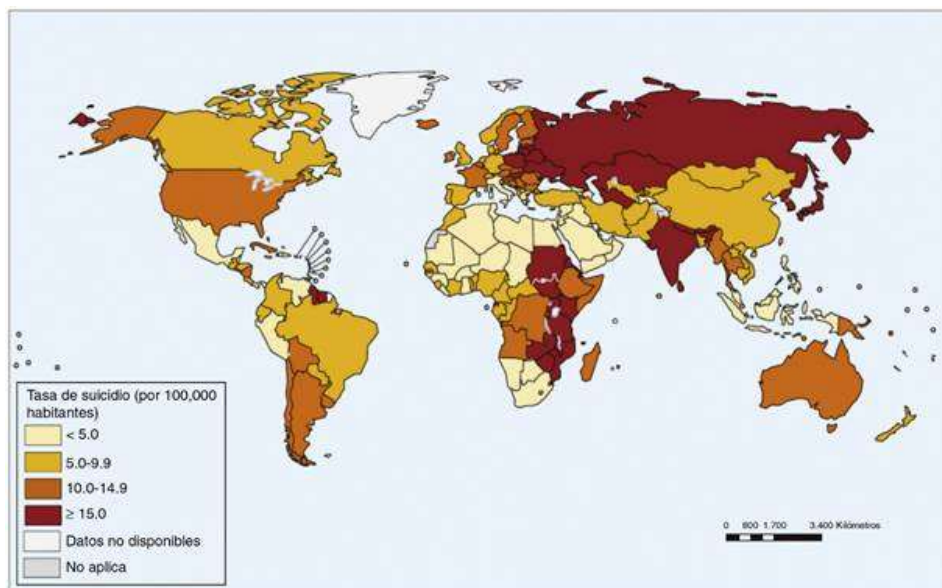 Tasa de suicídio (por 100,000
habitantes)
< 5.0
5.0-9.9
10.0-14.9
≥ 15.0
Datos no disponibles
No aplica
0 800 1.700 3.400 Kilómetros